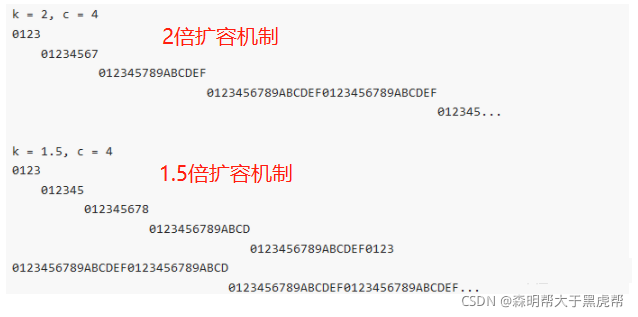 k = 2, c = 4
0123
2倍扩容机制
01234567
012345789ABCDEF
0123456789ABCDEF0123456789ABCDEF
012345...
k = 1.5, c = 4
0123
1.5倍扩容机制
012345
012345678
0123456789ABCD
0123456789ABCDEF0123
0123456789ABCDEF0123456789ABCD
0123456789ABCDEF0123456789ABCDEF...
CSDN @森明帮大于黑虎帮